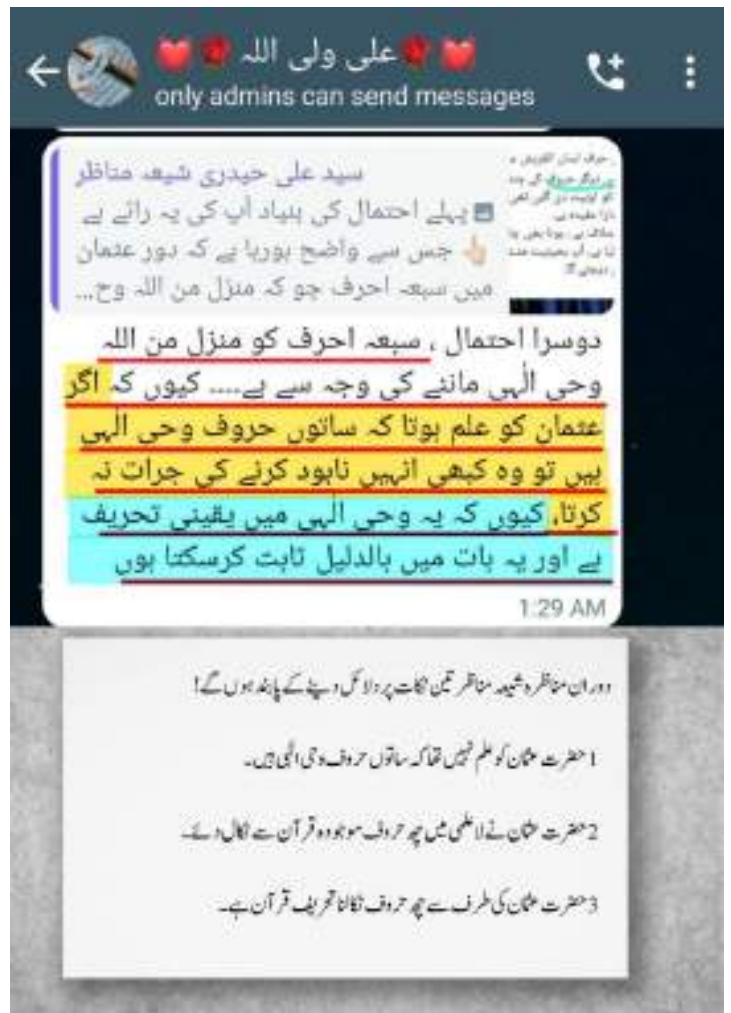 علی ولی اللہ
only admins can send messages
سید علی حیدری شیعہ مناظر
پہلے احتمال کی بنیاد آپ کی یہ رائے ہے
👆🏻 جس سے واضح ہورہا ہے کہ دور عثمان
میں سبعہ احرف جو کہ منزل من اللہ وح...
دوسرا احتمال ، سبعہ احرف کو منزل من اللہ
وحی الٰہی ماننے کی وجہ سے ہے.... کیوں کہ اگر
عثمان کو علم ہوتا کہ ساتوں حروف وحی الٰہی
ہیں تو وہ کبھی انہیں نابود کرنے کی جرات نہ
کرتا، کیوں کہ یہ وحی الٰہی میں یقینی تحریف
ہے اور یہ بات میں بالدلیل ثابت کرسکتا ہوں
1:29 AM
دوران مناظرہ شیعہ مناظر تین نکات پر دلائل دینے کے پابند ہوں گے!
1 حضرت عثمان کو علم نہیں تھا کہ ساتوں حروف وحی الٰہی ہیں۔
2 حضرت عثمان نے لاعلمی میں چھ حروف موجودہ قرآن سے نکال دئے۔
3 حضرت عثمان کی طرف سے چھ حروف نکالنا تحریف قرآن ہے۔